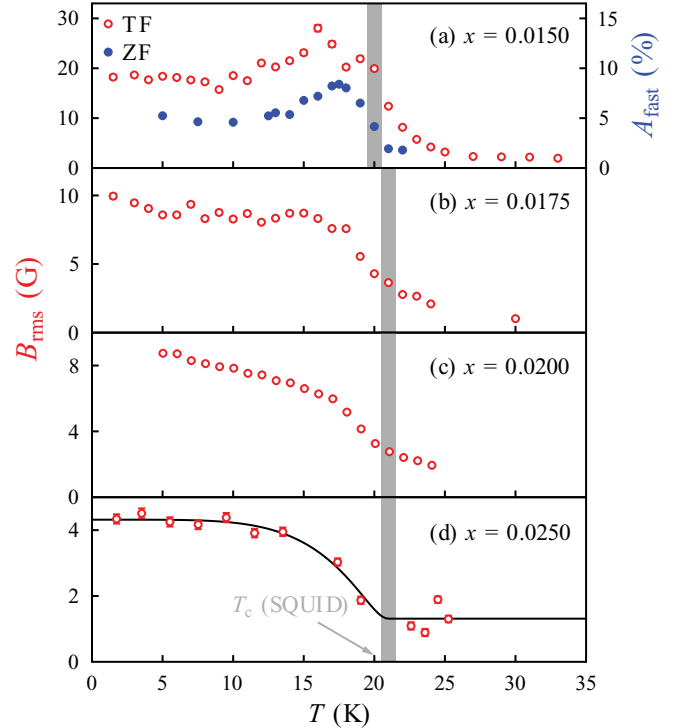 30
20
10
0
TF
ZF
(a) x = 0.0150
15
10
5
0
A_fast (%)
10
5
0
(b) x = 0.0175
B_rms (G)
8
4
0
(c) x = 0.0200
4
2
0
(d) x = 0.0250
T_c (SQUID)
0 5 10 15 20 25 30 35
T (K)